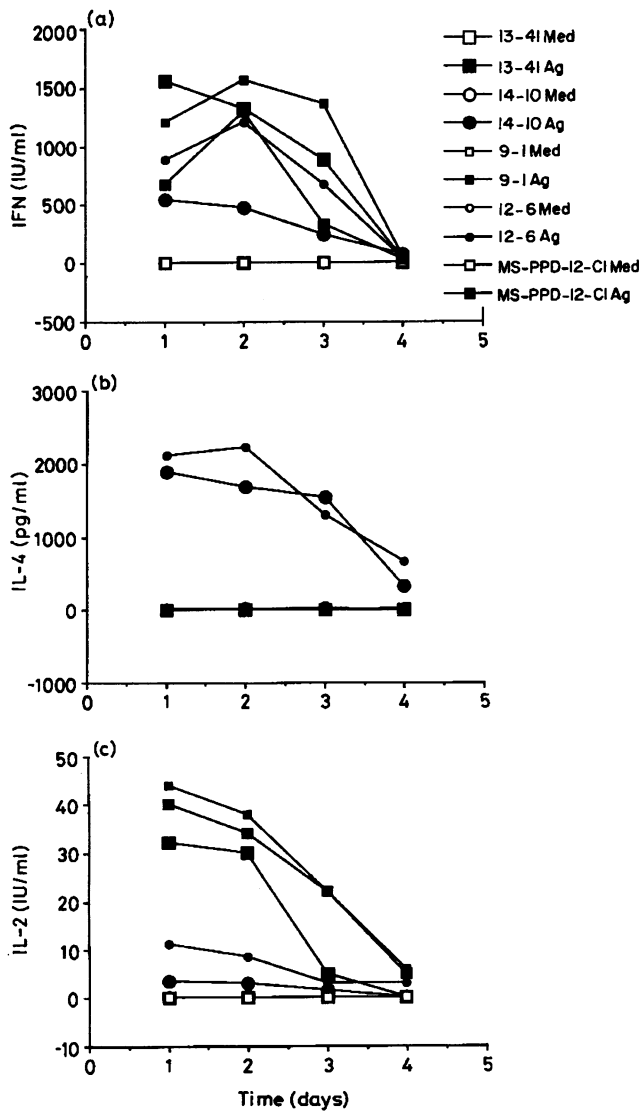 (a)
2000
1500
1000
500
0
-500
IFN (IU/ml)
0 1 2 3 4 5
13-41 Med
13-41 Ag
14-10 Med
14-10 Ag
9-1 Med
9-1 Ag
12-6 Med
12-6 Ag
MS-PPD-12-C1 Med
MS-PPD-12-C1 Ag
(b)
3000
2000
1000
0
-1000
IL-4 (pg/ml)
0 1 2 3 4 5
(c)
50
40
30
20
10
0
-10
IL-2 (IU/ml)
0 1 2 3 4 5
Time (days)